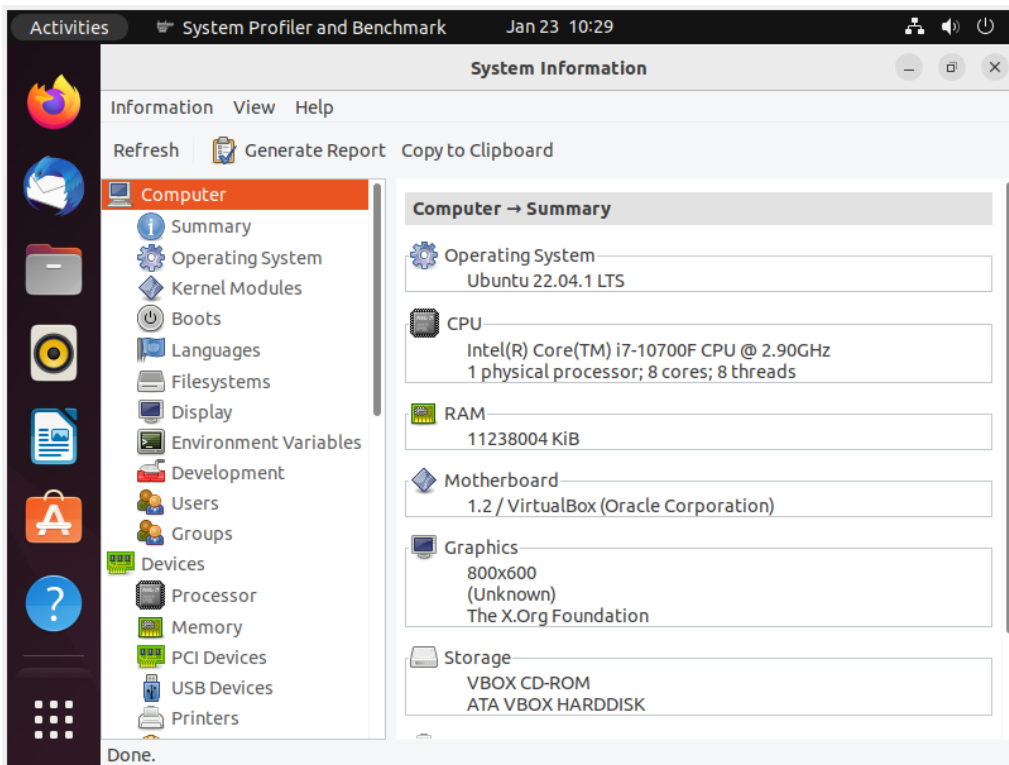 Activities System Profiler and Benchmark Jan 23 10:29
System Information
Information View Help
Refresh Generate Report Copy to Clipboard
Computer
Summary
Operating System
Kernel Modules
Boots
Languages
Filesystems
Display
Environment Variables
Development
Users
Groups
Devices
Processor
Memory
PCI Devices
USB Devices
Printers
Computer → Summary
Operating System
Ubuntu 22.04.1 LTS
CPU
Intel(R) Core(TM) i7-10700F CPU @ 2.90GHz
1 physical processor; 8 cores; 8 threads
RAM
11238004 KiB
Motherboard
1.2 / VirtualBox (Oracle Corporation)
Graphics
800x600
(Unknown)
The X.Org Foundation
Storage
VBOX CD-ROM
ATA VBOX HARDDISK
Done.